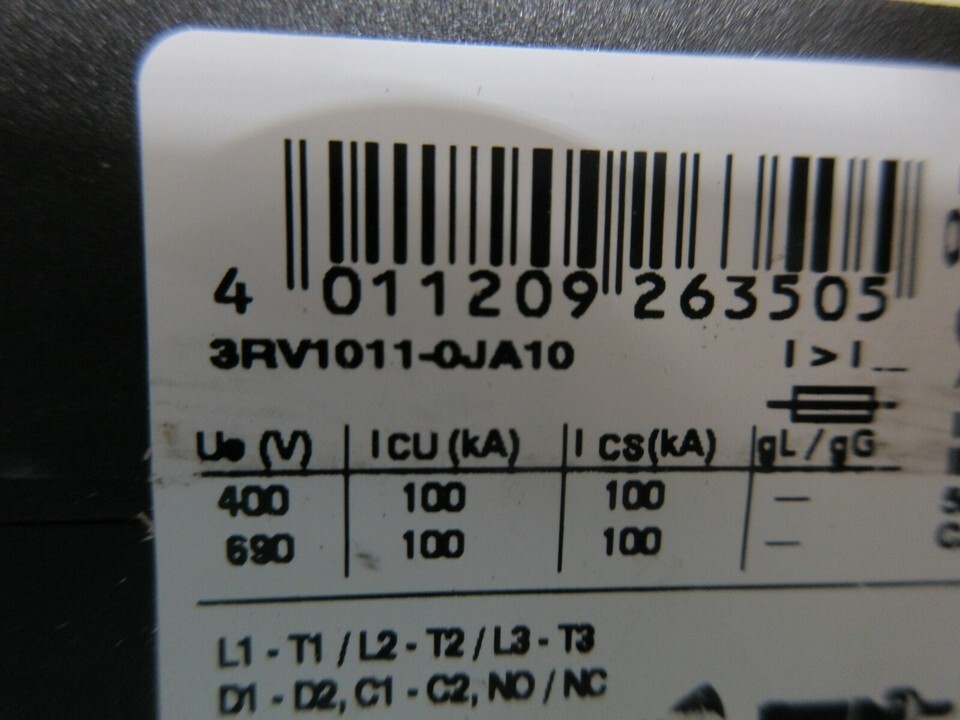 4 011209 263505
3RV1011-0JA10 I > I
Ue (V) ICU (kA) I CS(kA) gL / gG
400 100 100 —
690 100 100 —
L1 - T1 / L2 - T2 / L3 - T3
D1 - D2, C1 - C2, NO / NC